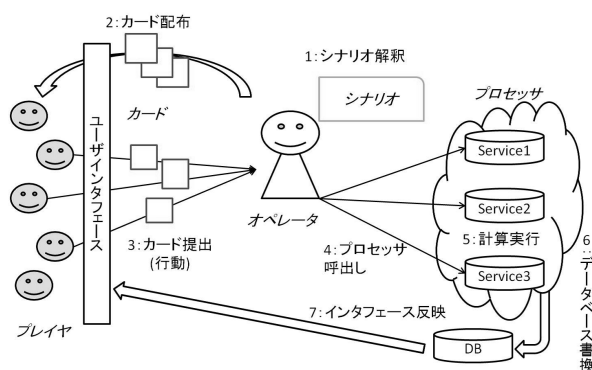 2:カード配布
1:シナリオ解釈
シナリオ
プロセッサ
カード
ユーザインタフェース
Service1
Service2
5:計算実行
Service3
オペレータ
3:カード提出
(行動)
4:プロセッサ
呼出し
6:データベース書換
7:インタフェース反映
プレイヤ
DB